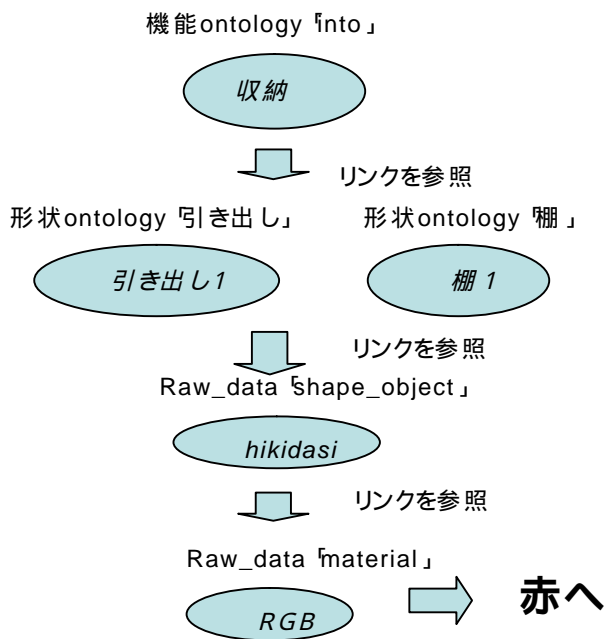 機能ontology「into」
収納
リンクを参照
形状ontology「引き出し」 形状ontology「棚」
引き出し1 棚1
リンクを参照
Raw_data「shape_object」
hikidasi
リンクを参照
Raw_data「material」
RGB
赤へ